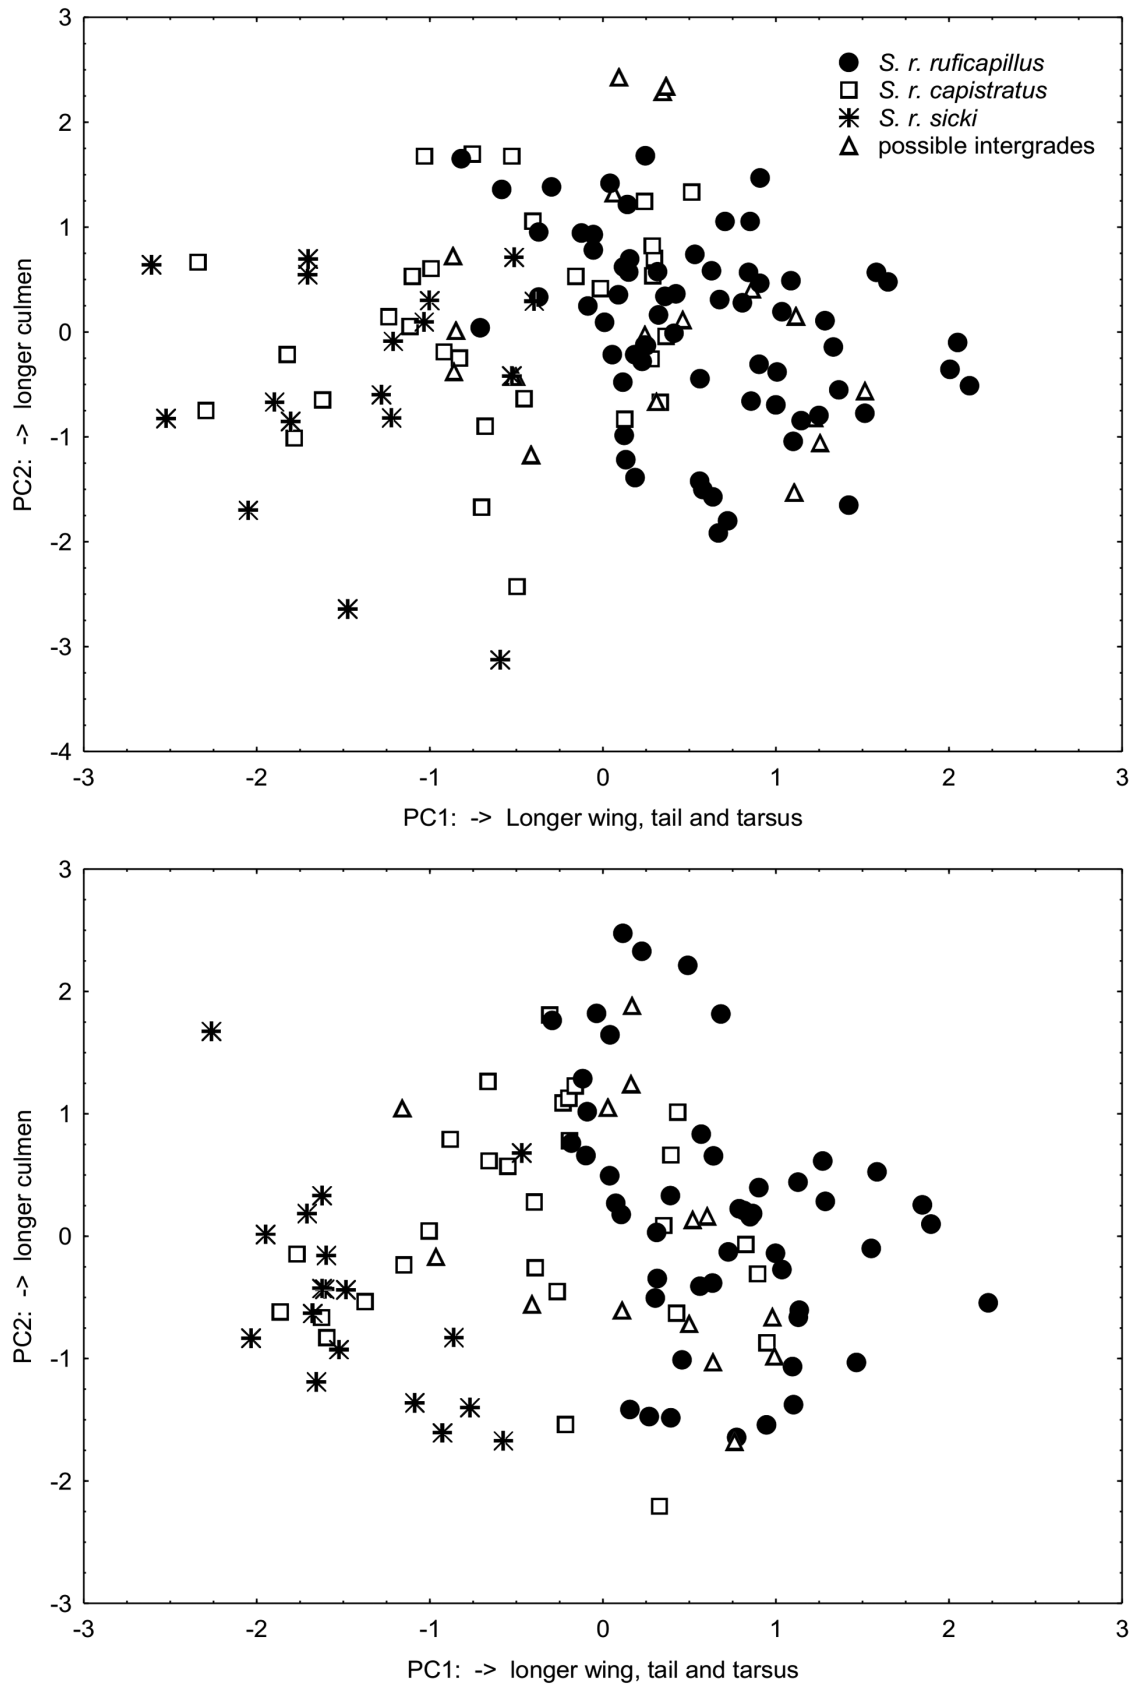 3
2
1
0
-1
-2
-3
-4
PC2: -> longer culmen
S. r. ruficapillus
S. r. capistratus
S. r. sicki
possible intergrades
-3 -2 -1 0 1 2 3
PC1: -> Longer wing, tail and tarsus
3
2
1
0
-1
-2
-3
PC2: -> longer culmen
-3 -2 -1 0 1 2 3
PC1: -> longer wing, tail and tarsus